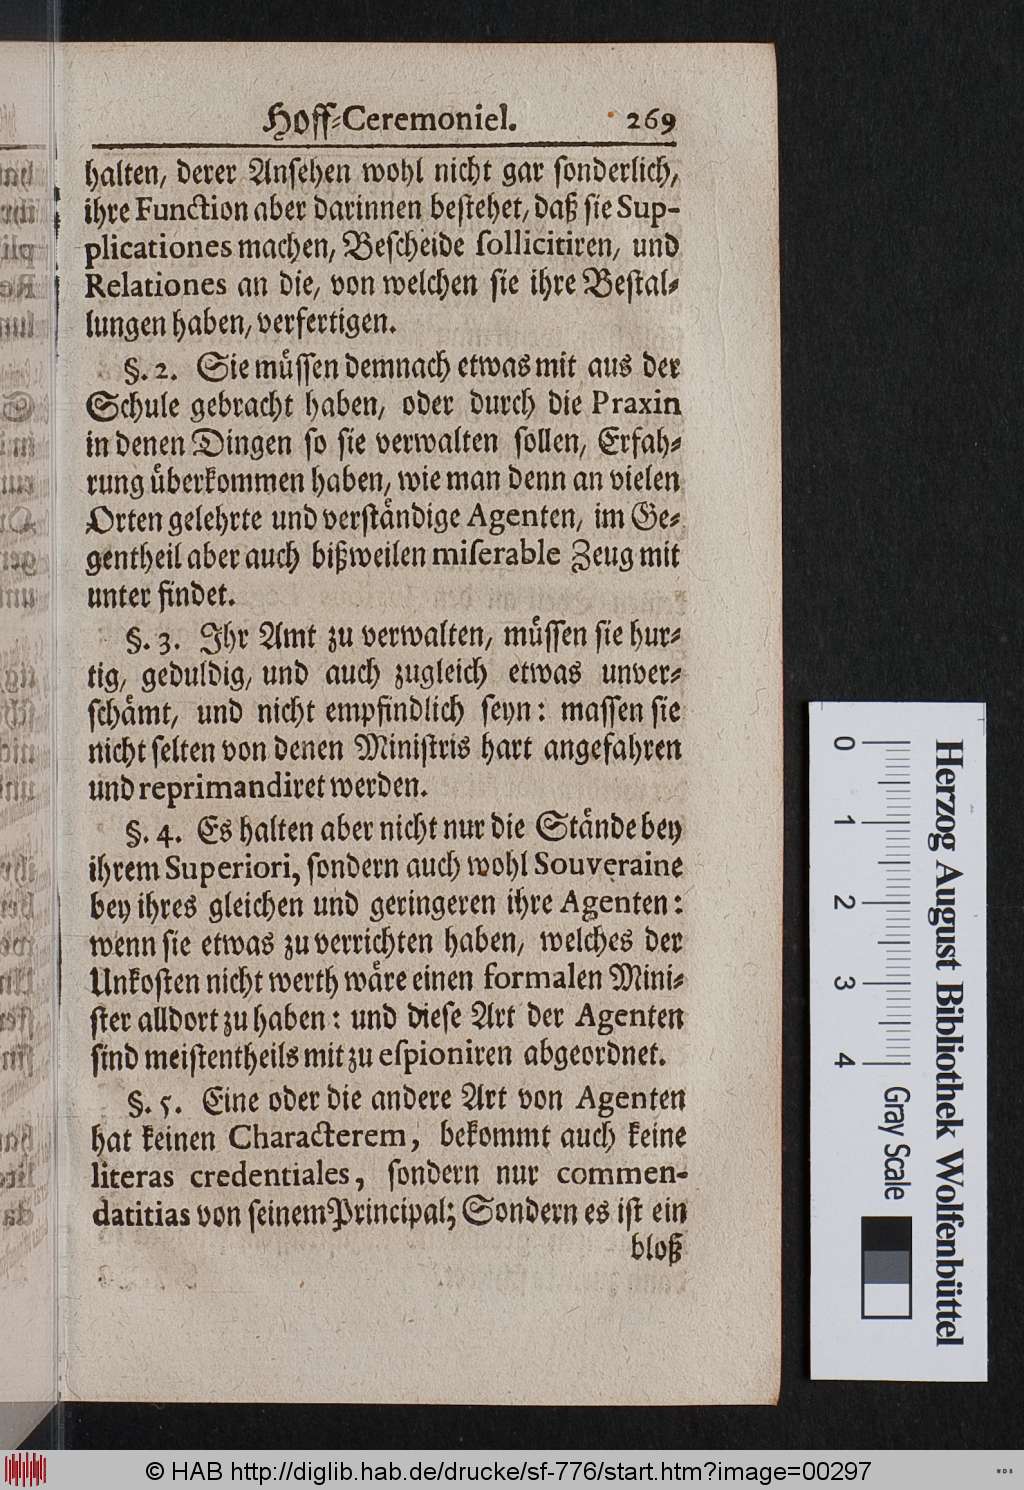 Hoff-Ceremoniel. 269
halten, derer Ansehen wohl nicht gar sonderlich,
ihre Function aber darinnen bestehet, daß sie Sup-
plicationes machen, Bescheide sollicitiren, und
Relationes an die, von welchen sie ihre Bestal-
lungen haben, verfertigen.
§. 2. Sie müssen demnach etwas mit aus der
Schule gebracht haben, oder durch die Praxin
in denen Dingen so sie verwalten sollen, Erfah-
rung überkommen haben, wie man denn an vielen
Orten gelehrte und verständige Agenten, im Ge-
gentheil aber auch bißweilen miserable Zeug mit
unter findet.
§. 3. Ihr Amt zu verwalten, müssen sie hur-
tig, geduldig, und auch zugleich etwas unver-
schämt, und nicht empfindlich seyn: massen sie
nicht selten von denen Ministris hart angefahren
und reprimandiret werden.
§. 4. Es halten aber nicht nur die Stände bey
ihrem Superiori, sondern auch wohl Souveraine
bey ihres gleichen und geringeren ihre Agenten:
wenn sie etwas zu verrichten haben, welches der
Unkosten nicht werth wäre einen formalen Mini-
ster alldort zu haben: und diese Art der Agenten
sind meistentheils mit zu espioniren abgeordnet.
§. 5. Eine oder die andere Art von Agenten
hat keinen Characterem, bekommt auch keine
literas credentiales, sondern nur commen-
datitias von seinem Principal; Sondern es ist ein
bloß
Herzog August Bibliothek Wolfenbüttel
0 1 2 3 4 Gray Scale
© HAB http://diglib.hab.de/drucke/sf-776/start.htm?image=00297